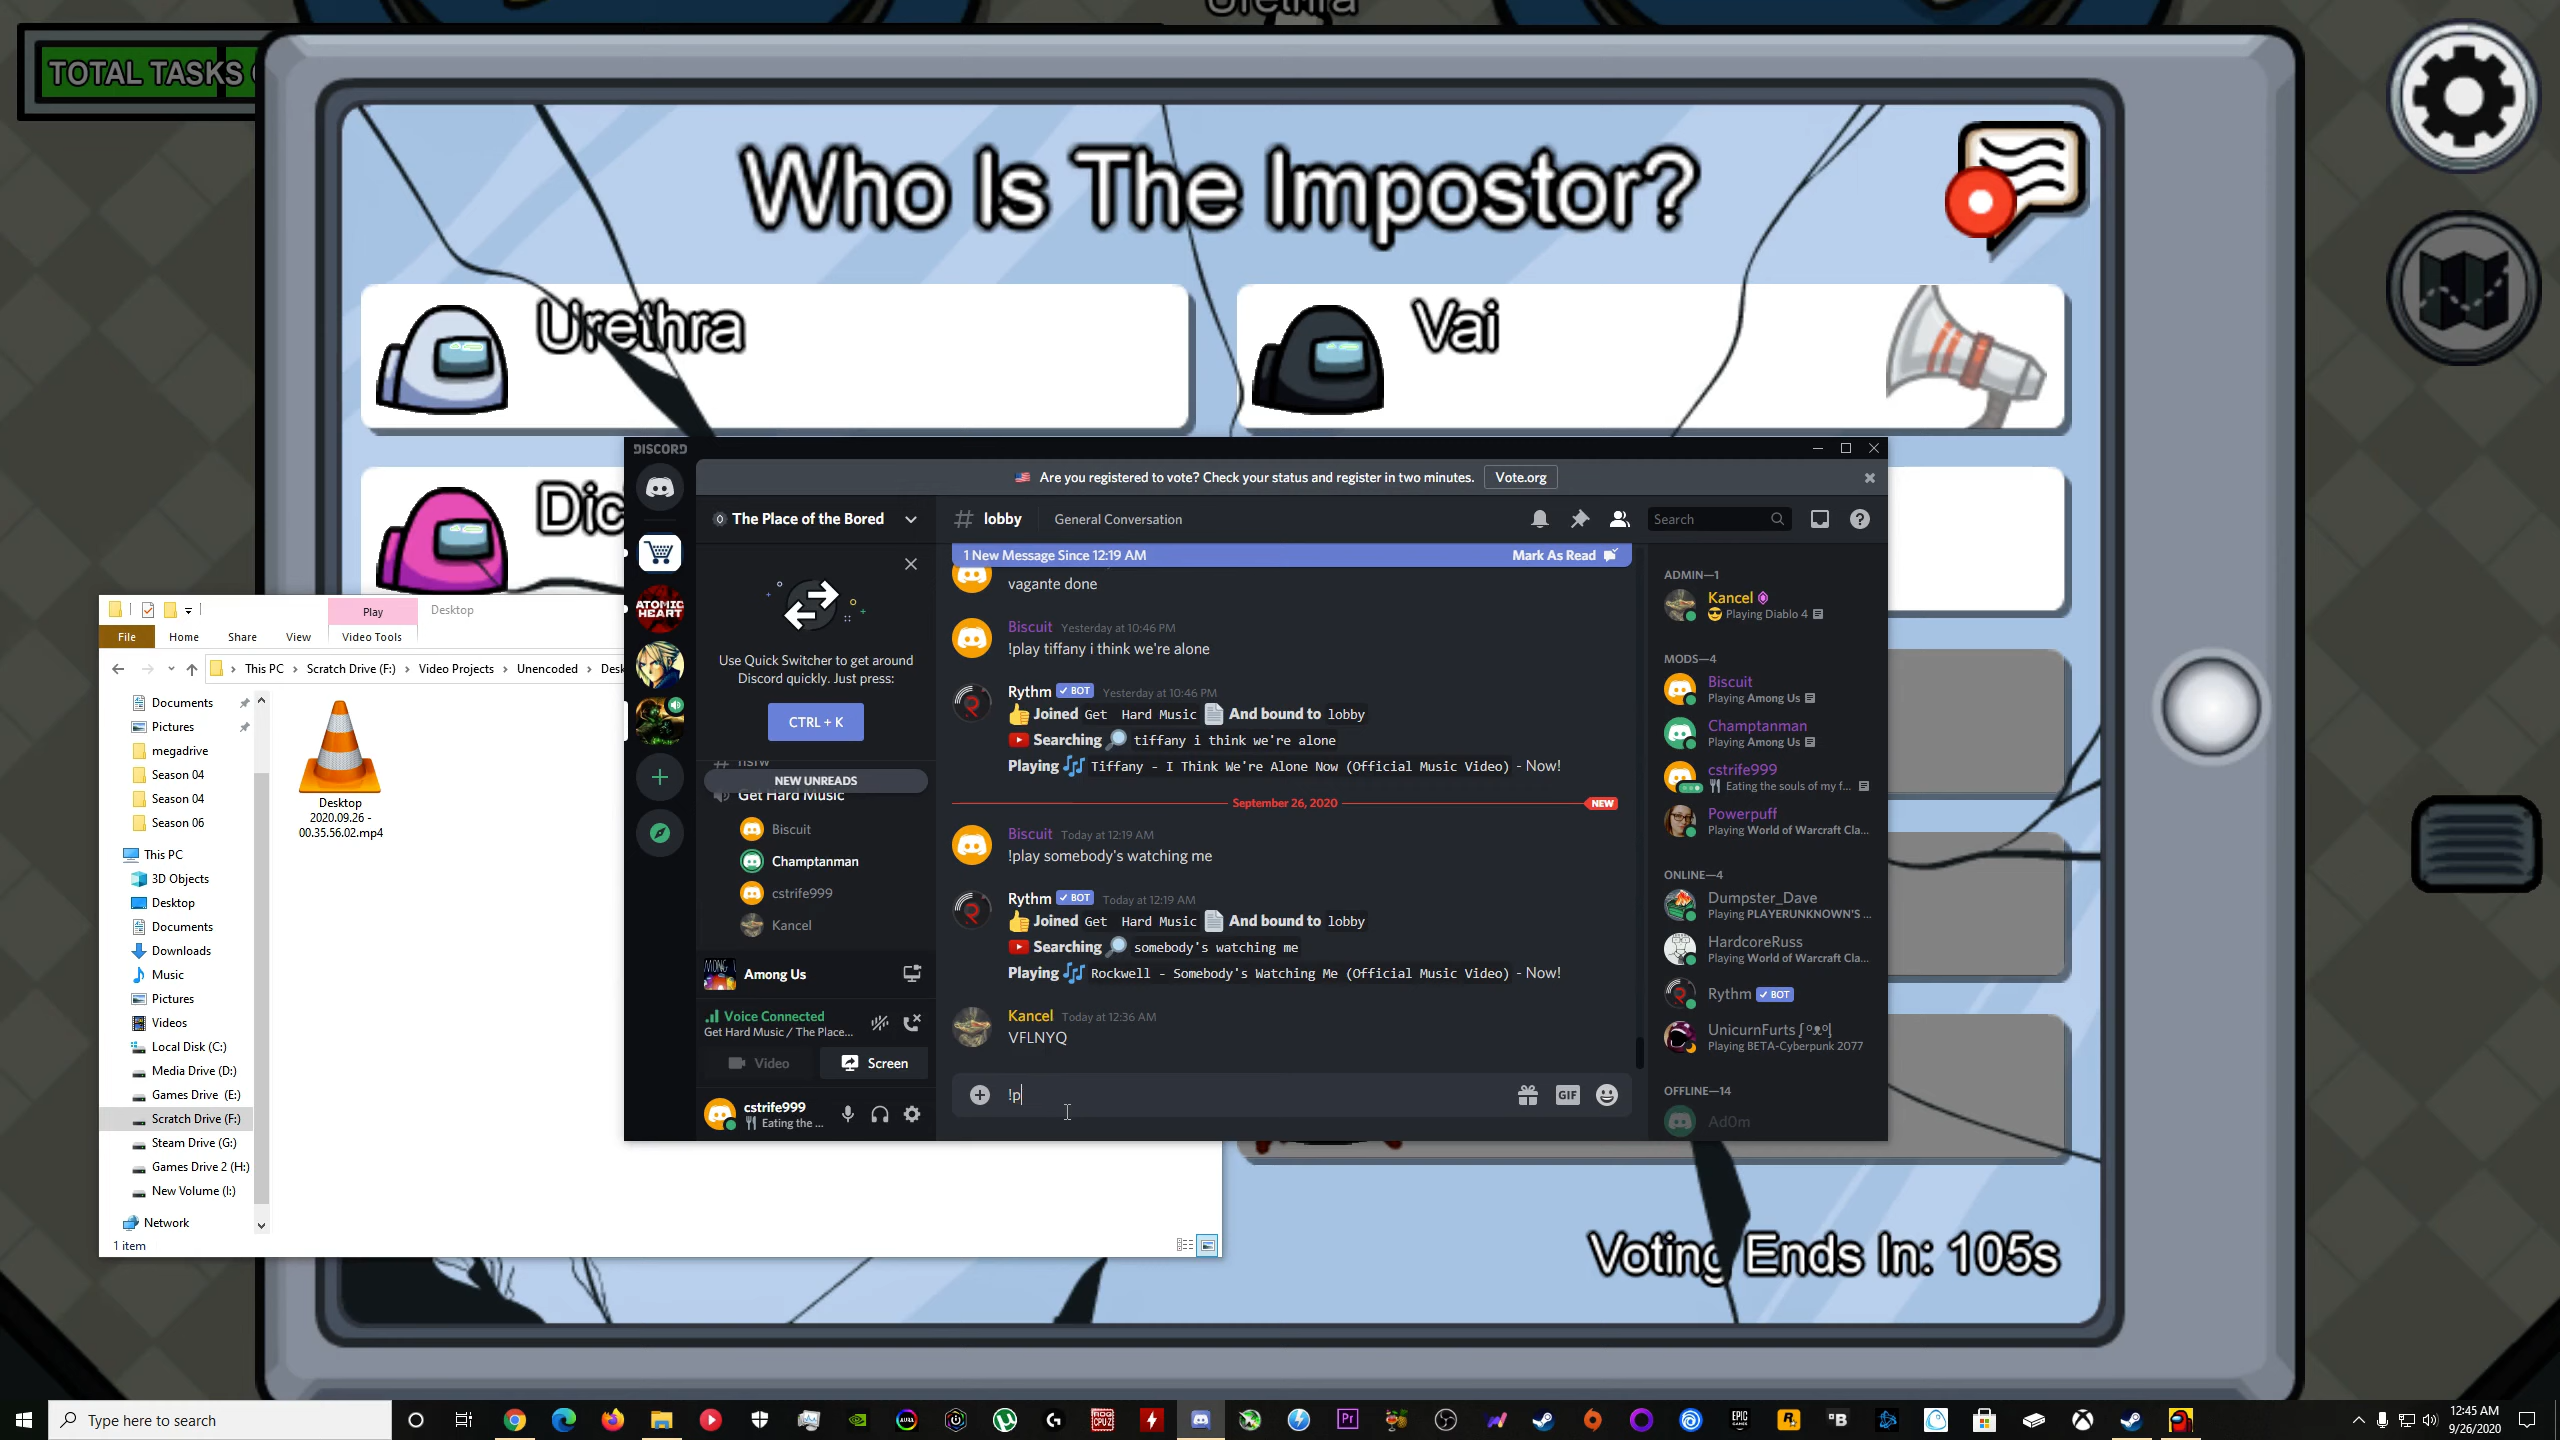 Urethra
TOTAL TASKS
Who Is The Impostor?
Urethra
Vai
Dic
Play
Desktop
File
Home
Share
View
Video Tools
This PC
Scratch Drive (F:)
Video Projects
Unencoded
Desk
Documents
Pictures
megadrive
Season 04
Season 04
Season 06
This PC
3D Objects
Desktop
Documents
Downloads
Music
Pictures
Videos
Local Disk (C:)
Media Drive (D:)
Games Drive (E:)
Scratch Drive (F:)
Steam Drive (G:)
Games Drive 2 (H:)
New Volume (I:)
Network
1 item
Desktop
2020.09.26 -
00.35.56.02.mp4
DISCORD
Are you registered to vote? Check your status and register in two minutes.
Vote.org
ATOMIC
HEART
The Place of the Bored
Use Quick Switcher to get around
Discord quickly. Just press:
CTRL + K
NEW UNREADS
Get Hard Music
Biscuit
Champtanman
cstrife999
Kancel
Among Us
Voice Connected
Get Hard Music / The Place...
Video
Screen
cstrife999
Eating the ...
# lobby
General Conversation
Search
1 New Message Since 12:19 AM
Mark As Read
vagante done
Biscuit Yesterday at 10:46 PM
!play tiffany i think we're alone
Rythm BOT Yesterday at 10:46 PM
Joined Get Hard Music And bound to lobby
Searching tiffany i think we're alone
Playing Tiffany - I Think We're Alone Now (Official Music Video) - Now!
September 26, 2020
NEW
Biscuit Today at 12:19 AM
!play somebody's watching me
Rythm BOT Today at 12:19 AM
Joined Get Hard Music And bound to lobby
Searching somebody's watching me
Playing Rockwell - Somebody's Watching Me (Official Music Video) - Now!
Kancel Today at 12:36 AM
VFLNYQ
!p
GIF
ADMIN—1
Kancel
Playing Diablo 4
MODS—4
Biscuit
Playing Among Us
Champtanman
Playing Among Us
cstrife999
Eating the souls of my f...
Powerpuff
Playing World of Warcraft Cla...
ONLINE—4
Dumpster_Dave
Playing PLAYERUNKNOWN'S ...
HardcoreRuss
Playing World of Warcraft Cla...
Rythm BOT
UnicurnFurts
Playing BETA-Cyberpunk 2077
OFFLINE—14
Ad0m
Voting Ends In: 105s
Type here to search
12:45 AM
9/26/2020